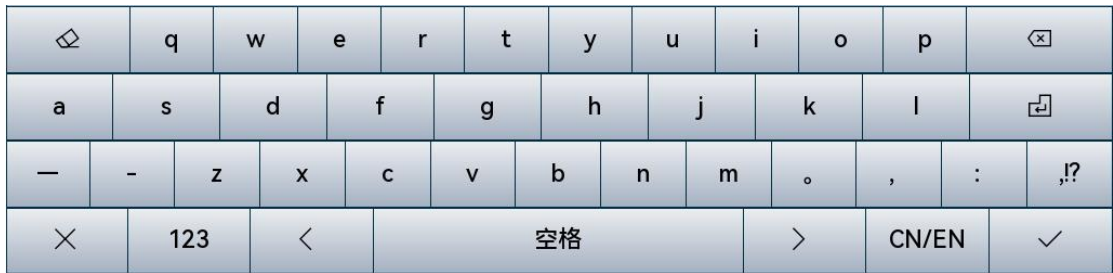 q w e r t y u i o p
a s d f g h j k l
— - z x c v b n m 。 , : ,!?
123 < 空格 > CN/EN